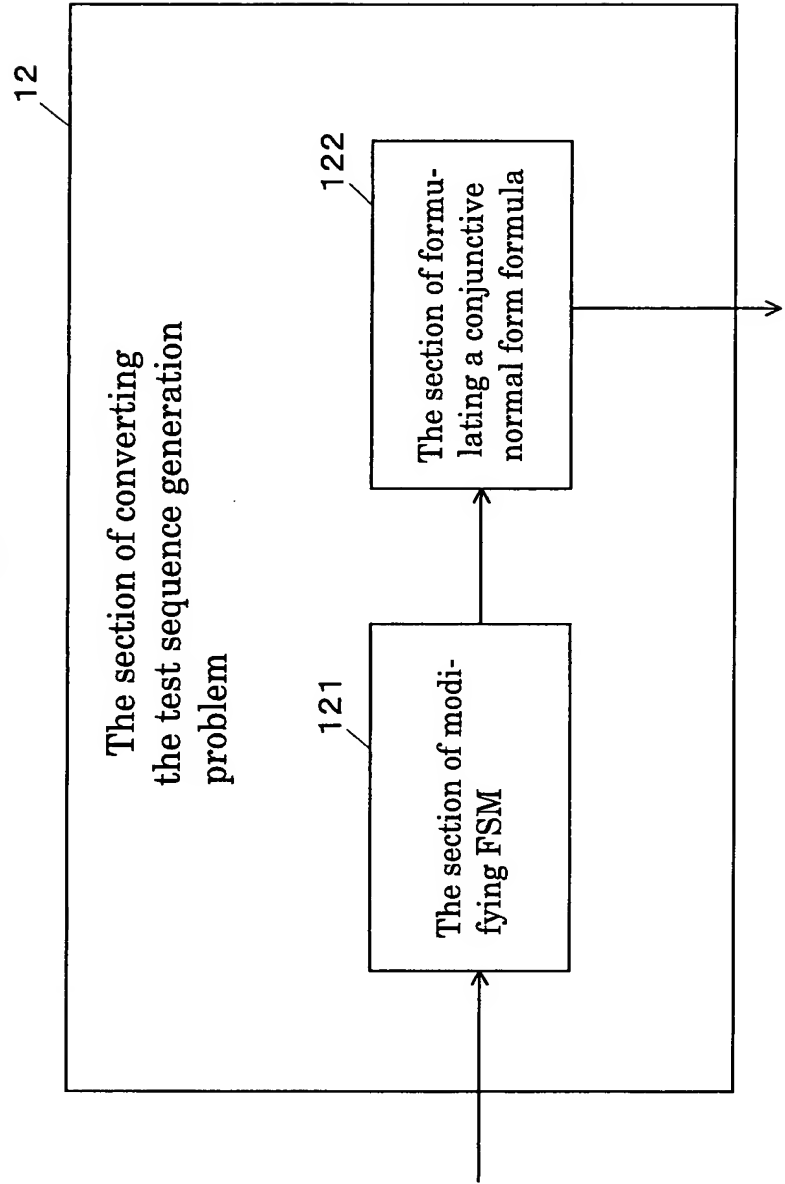 12
The section of converting
the test sequence generation
problem
121
The section of modi-
fying FSM
122
The section of formu-
lating a conjunctive
normal form formula